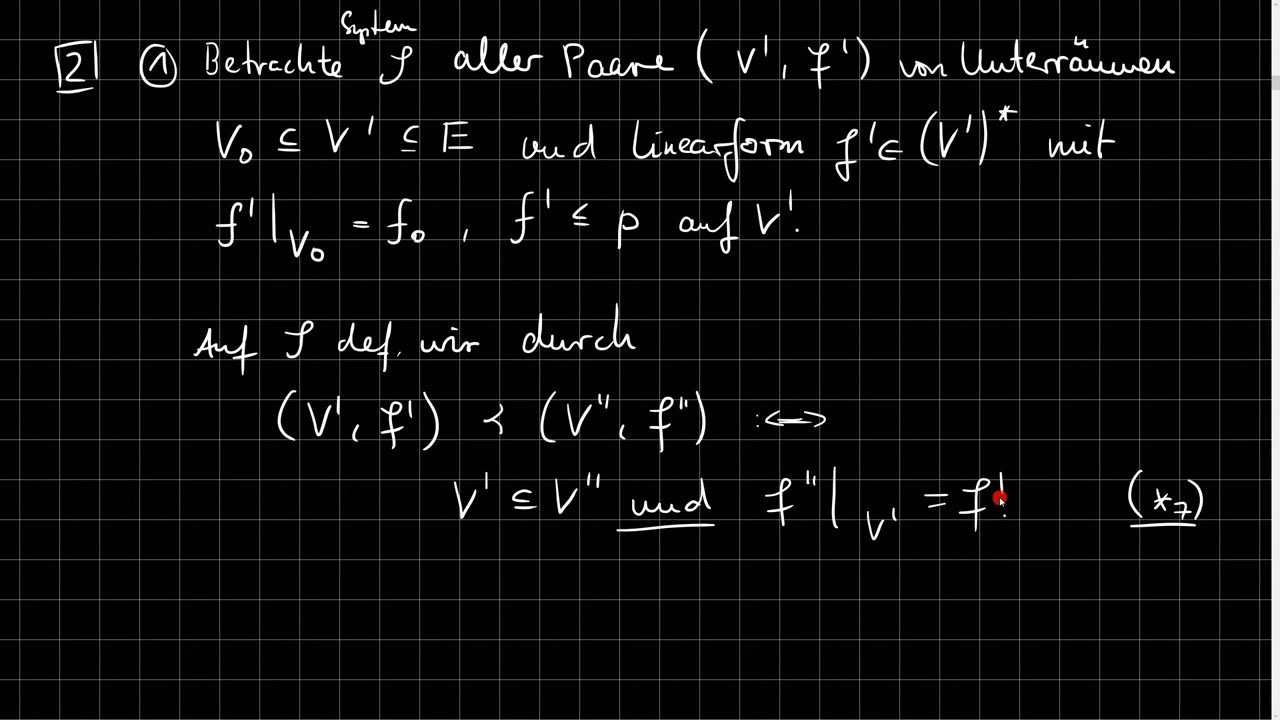 System
2 ① Betrachte 𝒮 aller Paare (V', f') von Unterräumen
V₀ ⊆ V' ⊆ E und Linearform f' ∈ (V')* mit
f'|_{V₀} = f₀, f' ≤ p auf V'.
Auf 𝒮 def. wir durch
(V', f') ≺ (V'', f'') :⟺
V' ⊆ V'' und f''|_{V'} = f'. (*₇)